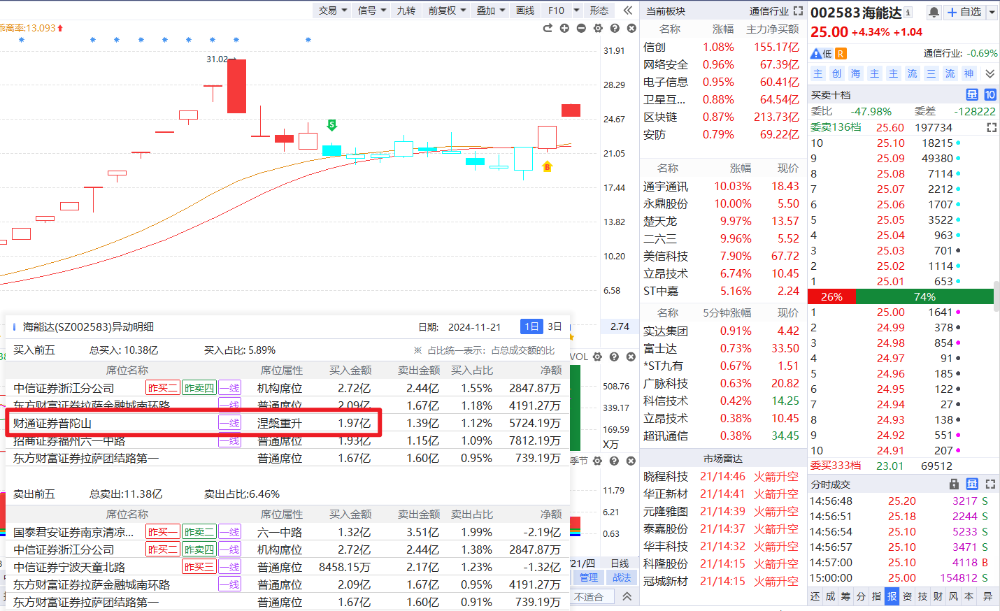 交易 信号 九转 前复权 叠加 画线 F10 形态
乖离率:13.093
31.02
S
B
31.91
28.29
24.67
21.05
17.44
13.82
10.20
6.58
2.74
VOL
508.76
339.17
169.59
X万
季节
11.79
6.21
0.63
/21/四 日线
管理 战法
不适合
海能达(SZ002583)异动明细 日期: 2024-11-21 1日 3日
买入前五 总买入: 10.38亿 买入占比: 5.89% ※ 占比统一表示: 占总成交额的比
席位名称 席位属性 买入金额 卖出金额 买入占比 净额
中信证券浙江分公司 昨买二 昨卖四 一线 机构席位 2.72亿 2.44亿 1.55% 2847.87万
东方财富证券拉萨金融城南环路 一线 普通席位 2.09亿 1.67亿 1.18% 4191.27万
财通证券普陀山 一线 涅槃重升 1.97亿 1.39亿 1.12% 5724.19万
招商证券福州六一中路 一线 普通席位 1.93亿 1.15亿 1.09% 7812.19万
东方财富证券拉萨团结路第一 普通席位 1.67亿 1.60亿 0.95% 739.19万
卖出前五 总卖出:11.38亿 卖出占比:6.46%
席位名称 席位属性 买入金额 卖出金额 卖出占比 净额
国泰君安证券南京清凉... 昨买一 昨卖二 一线 六一中路 1.32亿 3.51亿 1.99% -2.19亿
中信证券浙江分公司 昨买二 昨卖四 一线 机构席位 2.72亿 2.44亿 1.38% 2847.87万
中信证券宁波天童北路 昨买三 一线 普通席位 8458.15万 2.17亿 1.23% -1.32亿
东方财富证券拉萨金融城南环路 一线 普通席位 2.09亿 1.67亿 0.95% 4191.27万
东方财富证券拉萨团结路第一 普通席位 1.67亿 1.60亿 0.91% 739.19万
当前板块 通信行业
名称 涨幅 主力净买额
信创 1.08% 155.17亿
网络安全 0.96% 67.39亿
电子信息 0.95% 60.41亿
卫星互... 0.88% 64.54亿
区块链 0.87% 213.73亿
安防 0.79% 69.22亿
名称 涨幅 现价
通宇通讯 10.03% 18.43
永鼎股份 10.00% 5.50
楚天龙 9.97% 13.57
二六三 9.96% 5.52
美信科技 7.90% 67.72
立昂技术 6.74% 10.45
ST中嘉 5.16% 2.24
名称 5分钟涨幅 现价
实达集团 0.91% 4.42
富士达 0.73% 33.50
*ST九有 0.67% 1.51
广脉科技 0.63% 20.82
科信技术 0.42% 14.25
立昂技术 0.38% 10.45
超讯通信 0.38% 34.45
市场雷达
晓程科技 21/14:46 火箭升空
华正新材 21/14:41 火箭升空
元隆雅图 21/14:39 火箭升空
泰嘉股份 21/14:37 火箭升空
华丰科技 21/14:32 火箭升空
科隆股份 21/14:15 火箭升空
冠城新材 21/14:15 火箭升空
002583 海能达 自选
25.00 +4.34% +1.04
低 R 通信行业: -0.69%
主 创 海 主 主 流 三 流 神
买卖十档 量 10
委比 -47.98% 委差 -128222
委卖136档 25.60 197734
10 25.10 18215
9 25.09 49380
8 25.08 7114
7 25.07 2212
6 25.06 1707
5 25.05 3522
4 25.04 963
3 25.03 701
2 25.02 1114
1 25.01 653
26% 74%
1 25.00 1641
2 24.99 378
3 24.98 854
4 24.97 91
5 24.96 185
6 24.95 122
7 24.94 27
8 24.93 138
9 24.92 551
10 24.91 207
委买333档 23.01 69512
分时成交 量
14:56:48 25.20 3217 S
14:56:51 25.18 2244 S
14:56:54 25.10 5233 S
14:56:57 25.10 3471 S
14:57:00 25.10 4118 B
15:00:00 25.00 154812 S
还 成 筹 分 指 报 资 技 财 风 本 异